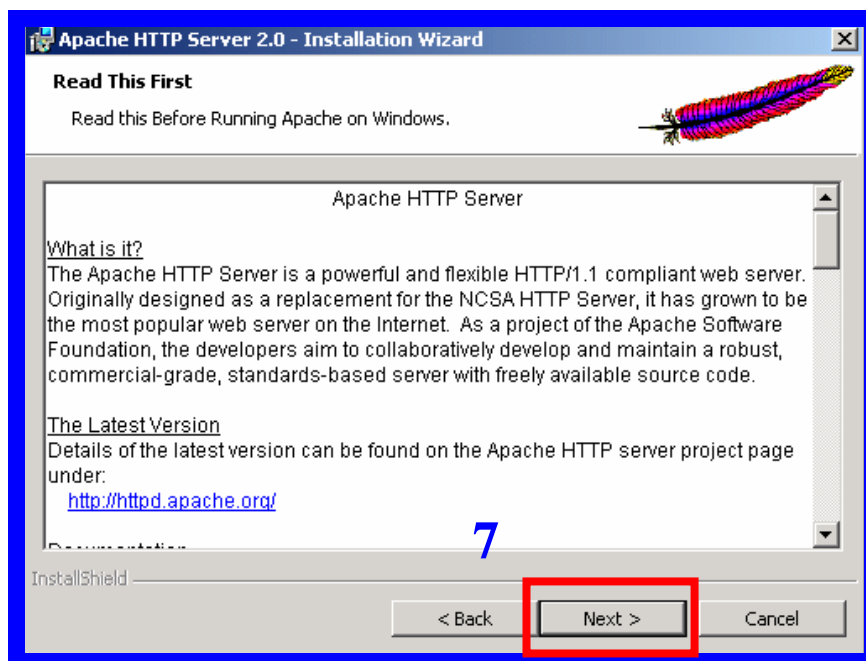 Apache HTTP Server 2.0 - Installation Wizard
Read This First
Read this Before Running Apache on Windows.
Apache HTTP Server
What is it?
The Apache HTTP Server is a powerful and flexible HTTP/1.1 compliant web server.
Originally designed as a replacement for the NCSA HTTP Server, it has grown to be
the most popular web server on the Internet.  As a project of the Apache Software
Foundation, the developers aim to collaboratively develop and maintain a robust,
commercial-grade, standards-based server with freely available source code.
The Latest Version
Details of the latest version can be found on the Apache HTTP server project page
under:
http://httpd.apache.org/
Documentation
7
InstallShield
< Back
Next >
Cancel